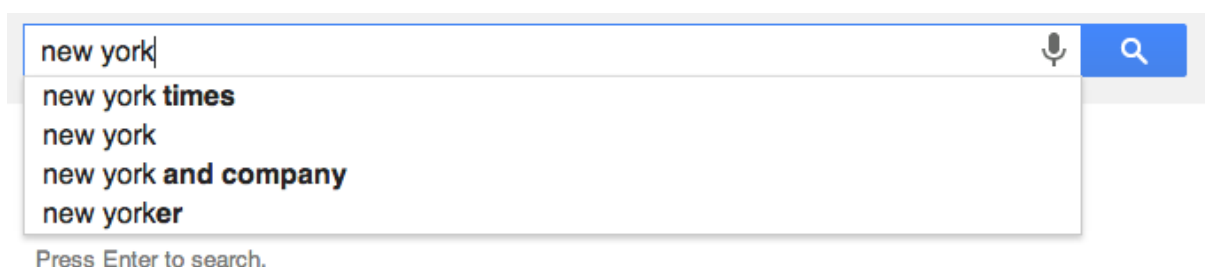 new york
new york times
new york
new york and company
new yorker
Press Enter to search.